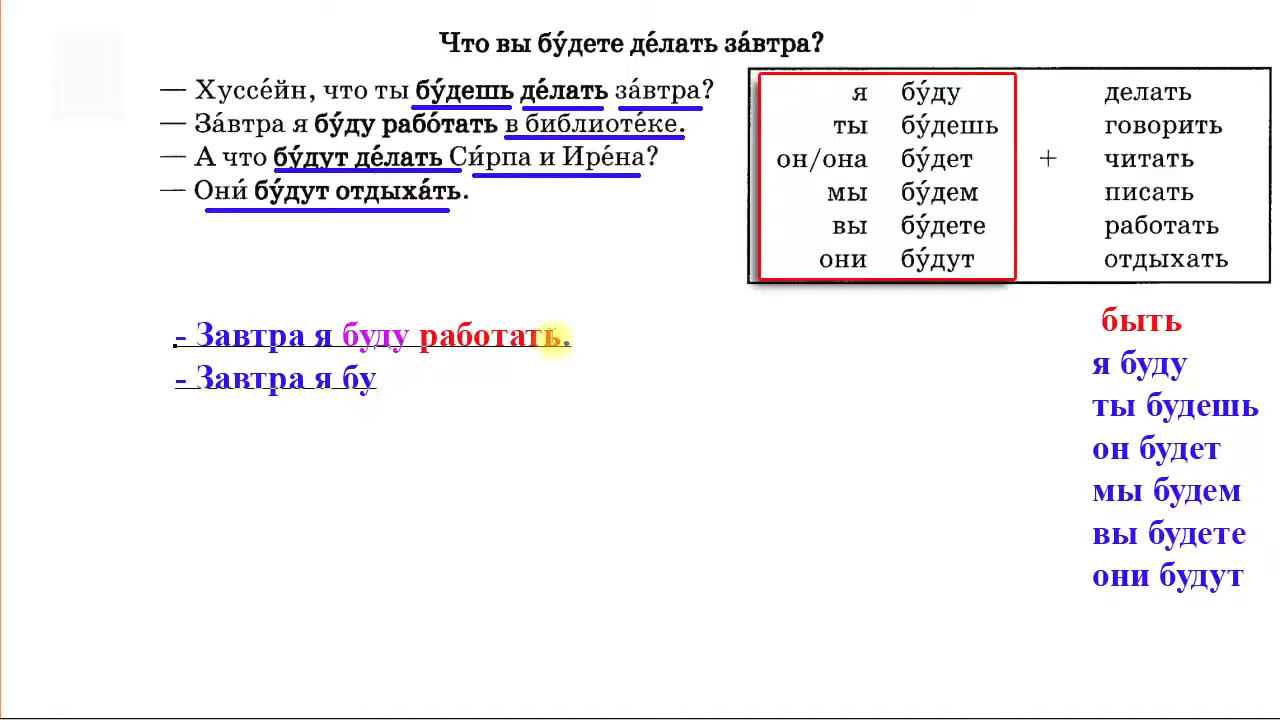 Что вы бу́дете де́лать за́втра?
— Хуссе́йн, что ты бу́дешь де́лать за́втра?
— За́втра я бу́ду рабо́тать в библиоте́ке.
— А что бу́дут де́лать Си́рпа и Ире́на?
— Они́ бу́дут отдыха́ть.
я бу́ду делать
ты бу́дешь говорить
он/она бу́дет + читать
мы бу́дем писать
вы бу́дете работать
они бу́дут отдыхать
- Завтра я буду работать.
- Завтра я бу
быть
я буду
ты будешь
он будет
мы будем
вы будете
они будут